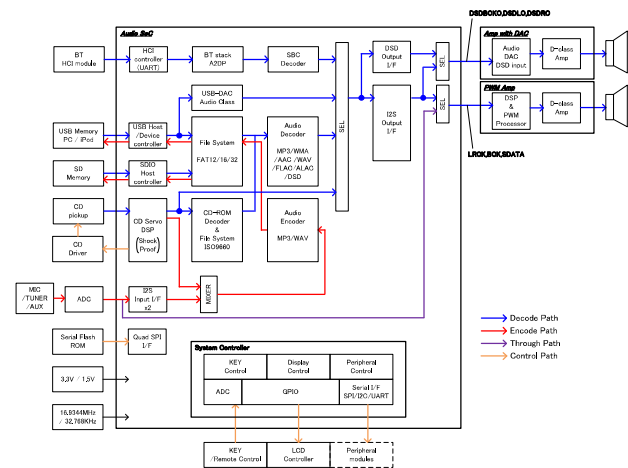 DSDBCKO,DSDLO,DSDRO
Audio SoC
Amp with DAC
BT
HCI module
HCI
controller
(UART)
BT stack
A2DP
SBC
Decoder
DSD
Output
I/F
SEL
Audio
DAC
DSD input
D-class
Amp
USB-DAC
Audio Class
SEL
I2S
Output
I/F
SEL
PWM Amp
DSP
&
PWM
Processor
D-class
Amp
USB Memory
PC / iPod
USB Host
/Device
controller
File System
FAT12/16/32
Audio
Decoder
MP3/WMA
/AAC /WAV
/FLAC/ALAC
/DSD
LRCK,BCK,SDATA
SD
Memory
SDIO
Host
controller
CD
pickup
CD Servo
DSP
(Shock
Proof)
CD-ROM
Decoder
&
File System
ISO9660
Audio
Encoder
MP3/WAV
CD
Driver
MIC
/TUNER
/AUX
ADC
I2S
Input I/F
x2
MIXER
Decode Path
Encode Path
Through Path
Control Path
Serial Flash
ROM
Quad SPI
I/F
System Controller
KEY
Control
Display
Control
Peripheral
Control
3,3V / 1,5V
ADC
GPIO
Serial I/F
SPI/I2C/UART
16,9344MHz
/ 32,768KHz
KEY
/Remote Control
LCD
Controller
Peripheral
modules